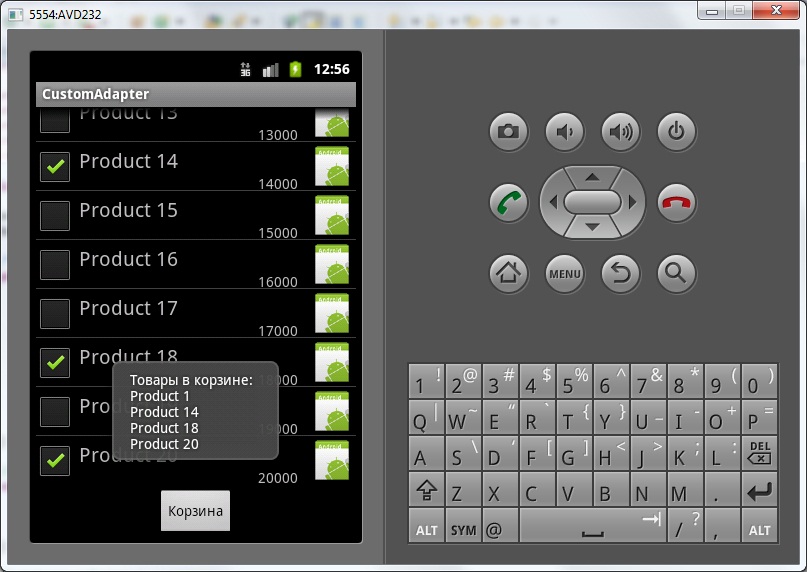 5554:AVD232
3G 12:56
CustomAdapter
Product 13
13000
Product 14
14000
Product 15
15000
Product 16
16000
Product 17
17000
Product 18
18000
19000
Product 20
20000
Товары в корзине:
Product 1
Product 14
Product 18
Product 20
Корзина
MENU
1 ! 2 @ 3 # 4 $ 5 % 6 ^ 7 & 8 * 9 ( 0 )
Q | W ~ E “ R ` T { Y } U _ I - O + P =
A S \ D ‘ F [ G ] H < J > K ; L : DEL
Z X C V B N M .
ALT SYM @ / ? , ALT